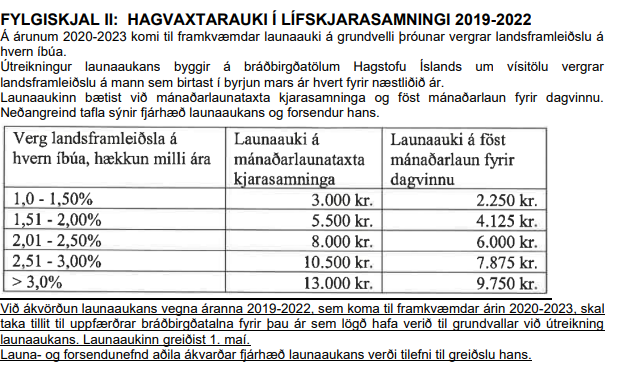 FYLGISKJAL II: HAGVAXTARAUKI Í LÍFSKJARASAMNINGI 2019-2022
Á árunum 2020-2023 komi til framkvæmdar launaauki á grundvelli þróunar vergrar landsframleiðslu á
hvern íbúa.
Útreikningur launaaukans byggir á bráðbirgðatölum Hagstofu Íslands um vísitölu vergrar
landsframleiðslu á mann sem birtast í byrjun mars ár hvert fyrir næstliðið ár.
Launaaukinn bætist við mánaðarlaunataxta kjarasamninga og föst mánaðarlaun fyrir dagvinnu.
Neðangreind tafla sýnir fjárhæð launaaukans og forsendur hans.
Verg landsframleiðsla á Launaauki á Launaauki á föst
hvern íbúa, hækkun milli ára mánaðarlaunataxta mánaðarlaun fyrir
kjarasamninga dagvinnu
1,0 - 1,50% 3.000 kr. 2.250 kr.
1,51 - 2,00% 5.500 kr. 4.125 kr.
2,01 - 2,50% 8.000 kr. 6.000 kr.
2,51 - 3,00% 10.500 kr. 7.875 kr.
> 3,0% 13.000 kr. 9.750 kr.
Við ákvörðun launaaukans vegna áranna 2019-2022, sem koma til framkvæmdar árin 2020-2023, skal
taka tillit til uppfærðrar bráðbirgðatalna fyrir þau ár sem lögð hafa verið til grundvallar við útreikning
launaaukans. Launaaukinn greiðist 1. maí.
Launa- og forsendunefnd aðila ákvarðar fjárhæð launaaukans verði tilefni til greiðslu hans.